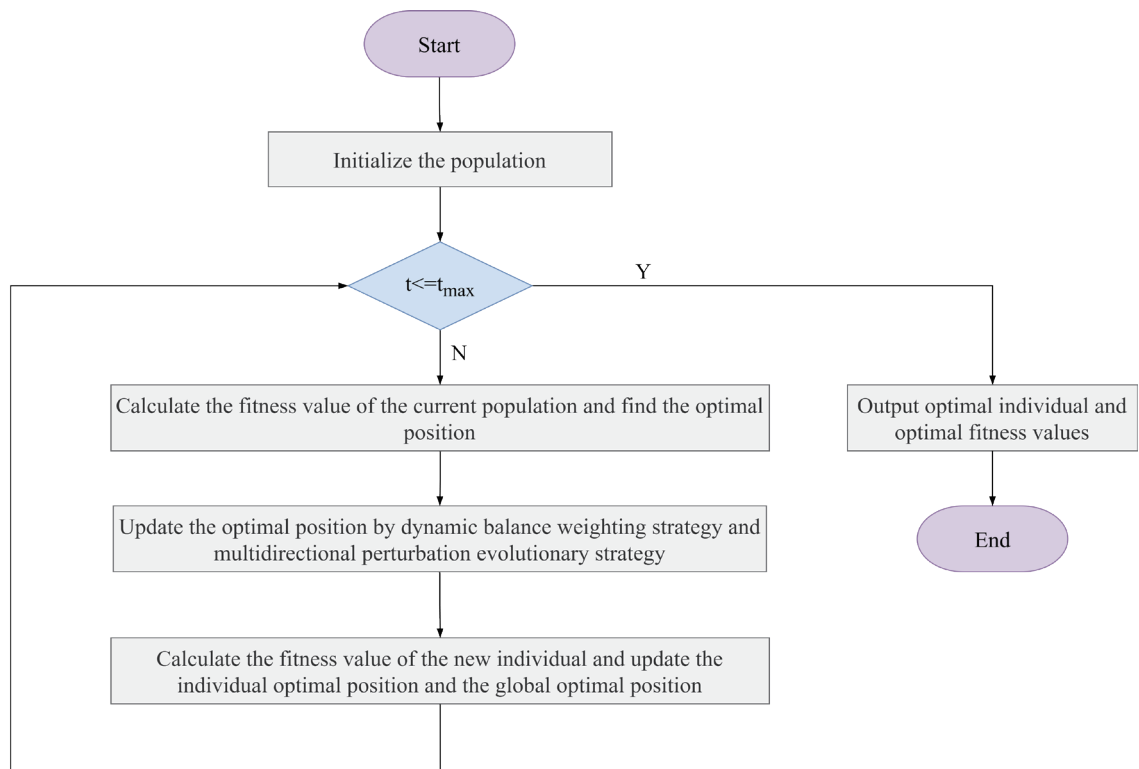 Start
Initialize the population
t<=tmax
Y
N
Calculate the fitness value of the current population and find the optimal
position
Output optimal individual and
optimal fitness values
Update the optimal position by dynamic balance weighting strategy and
multidirectional perturbation evolutionary strategy
End
Calculate the fitness value of the new individual and update the
individual optimal position and the global optimal position